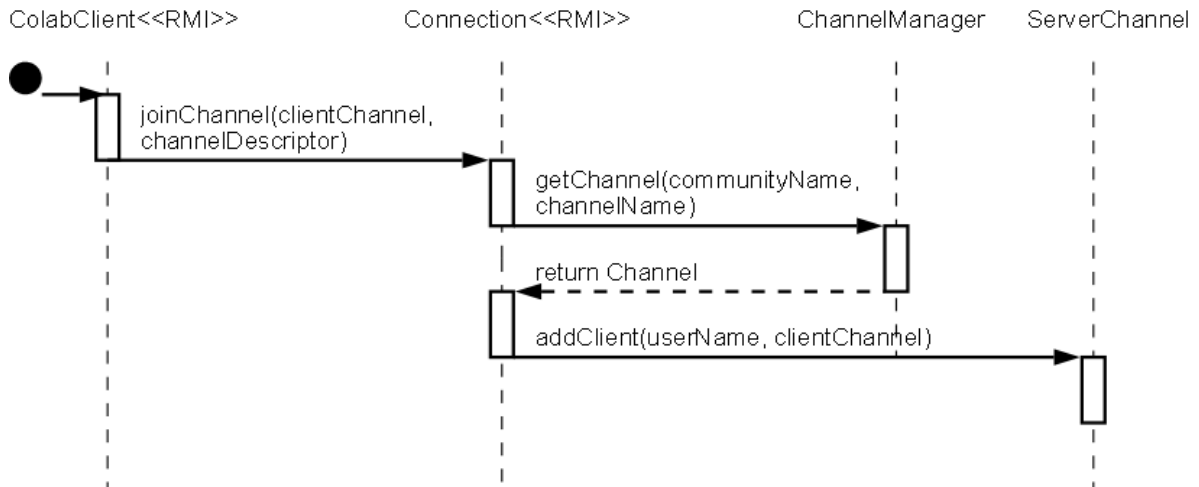 ColabClient<<RMI>> Connection<<RMI>> ChannelManager ServerChannel
joinChannel(clientChannel,
channelDescriptor)
getChannel(communityName,
channelName)
return Channel
addClient(userName, clientChannel)